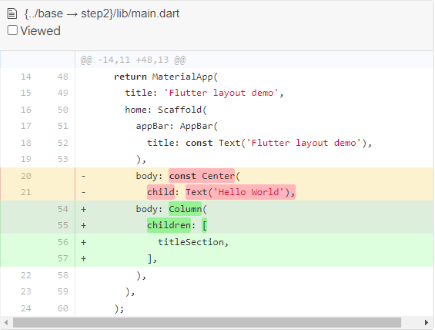 {../base → step2}/lib/main.dart
Viewed
@@ -14,11 +48,13 @@
14 48 return MaterialApp(
15 49 title: 'Flutter layout demo',
16 50 home: Scaffold(
17 51 appBar: AppBar(
18 52 title: const Text('Flutter layout demo'),
19 53 ),
20 - body: const Center(
21 - child: Text('Hello World'),
54 + body: Column(
55 + children: [
56 + titleSection,
57 + ],
22 58 ),
23 59 ),
24 60 );